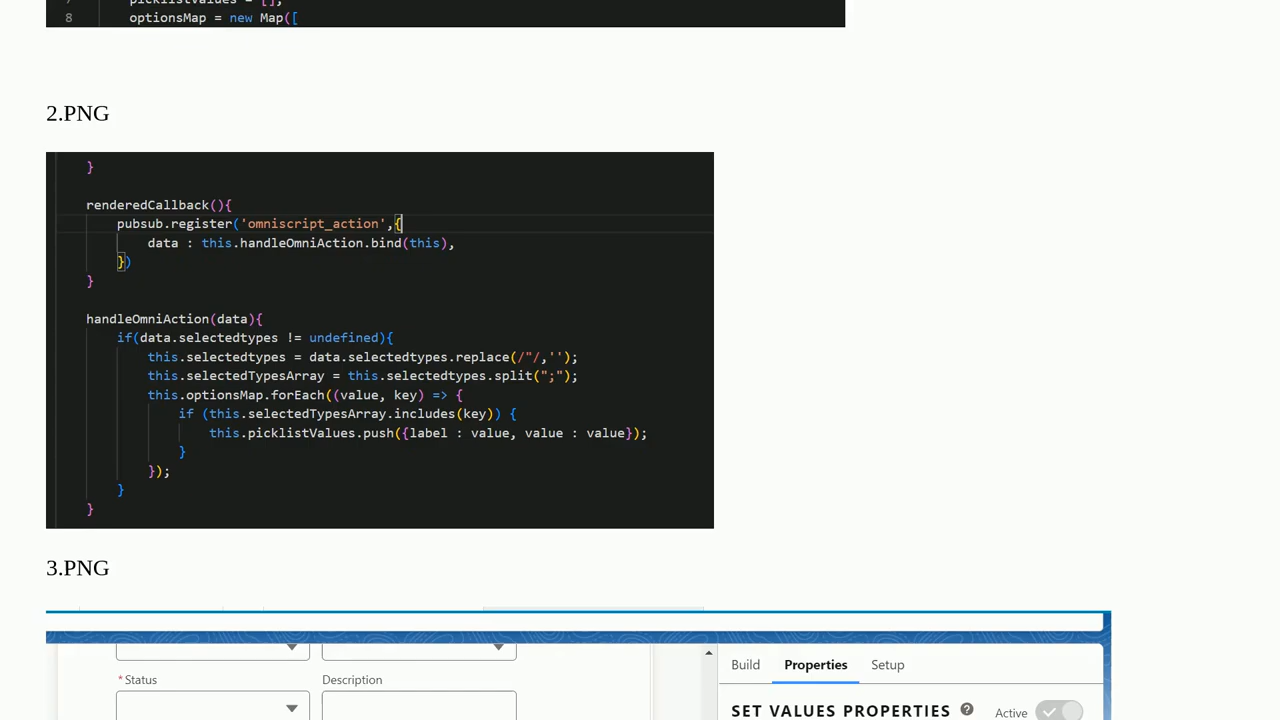 7 picklistValues = [];
8 optionsMap = new Map([
2.PNG
}
renderedCallback(){
pubsub.register('omniscript_action',{
data : this.handleOmniAction.bind(this),
})
}
handleOmniAction(data){
if(data.selectedtypes != undefined){
this.selectedtypes = data.selectedtypes.replace(/"/,'');
this.selectedTypesArray = this.selectedtypes.split(";");
this.optionsMap.forEach((value, key) => {
if (this.selectedTypesArray.includes(key)) {
this.picklistValues.push({label : value, value : value});
}
});
}
}
3.PNG
Build Properties Setup
*Status Description
SET VALUES PROPERTIES ? Active